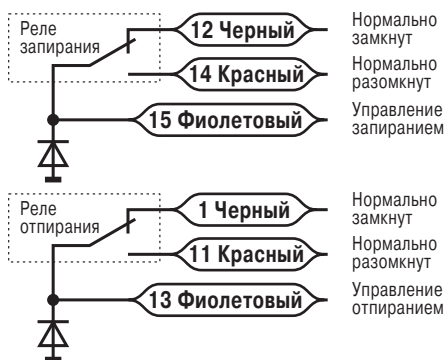 Реле
запирания
12 Черный
Нормально
замкнут
14 Красный
Нормально
разомкнут
15 Фиолетовый
Управление
запиранием
Реле
отпирания
1 Черный
Нормально
замкнут
11 Красный
Нормально
разомкнут
13 Фиолетовый
Управление
отпиранием